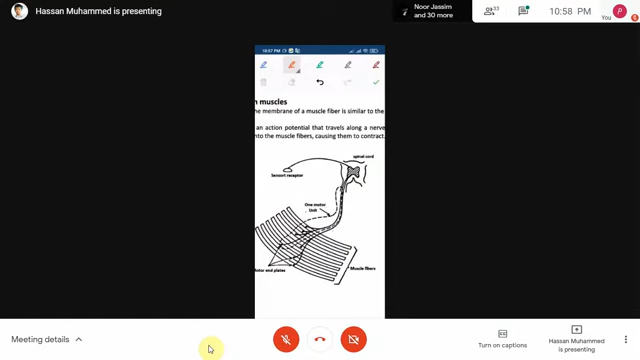 Hassan Muhammed is presenting
Noor Jassim
and 30 more
33
10:58 PM
You
P
10:57 PM
n muscles
he membrane of a muscle fiber is similar to the
an action potential that travels along a nerve
into the muscle fibers, causing them to contract.
spinal cord
Sensort receptor
One motor
Unit
Motor end plates
Muscle fibers
Meeting details
Turn on captions
Hassan Muhammed
is presenting